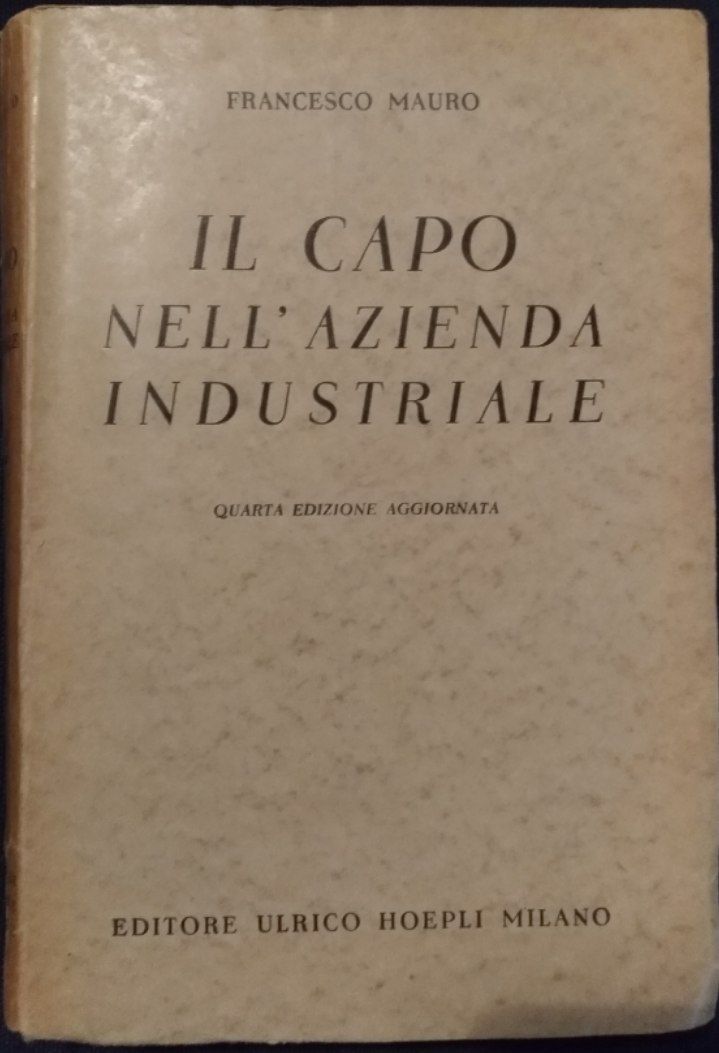 FRANCESCO MAURO
IL CAPO
NELL'AZIENDA
INDUSTRIALE
QUARTA EDIZIONE AGGIORNATA
EDITORE ULRICO HOEPLI MILANO